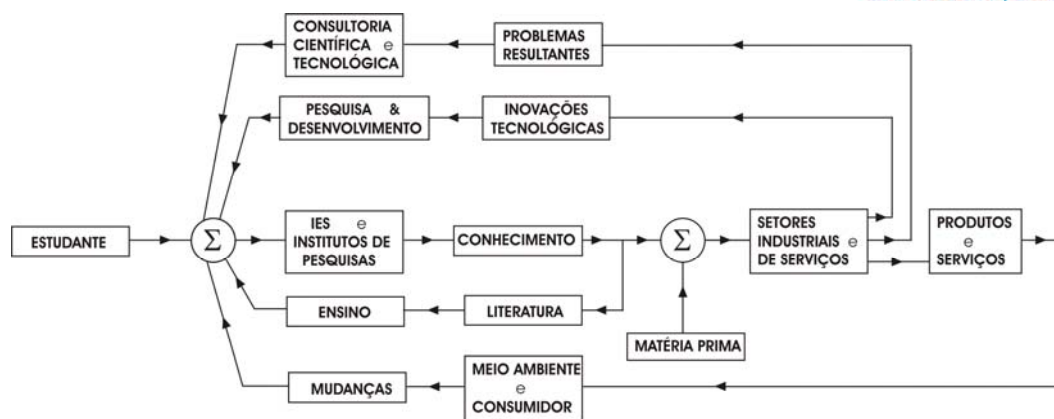 CONSULTORIA
CIENTÍFICA e
TECNOLÓGICA
PROBLEMAS
RESULTANTES
PESQUISA &
DESENVOLVIMENTO
INOVAÇÕES
TECNOLÓGICAS
ESTUDANTE
Σ
IES e
INSTITUTOS DE
PESQUISAS
CONHECIMENTO
Σ
SETORES
INDUSTRIAIS e
DE SERVIÇOS
PRODUTOS
e
SERVIÇOS
ENSINO
LITERATURA
MATÉRIA PRIMA
MUDANÇAS
MEIO AMBIENTE
e
CONSUMIDOR